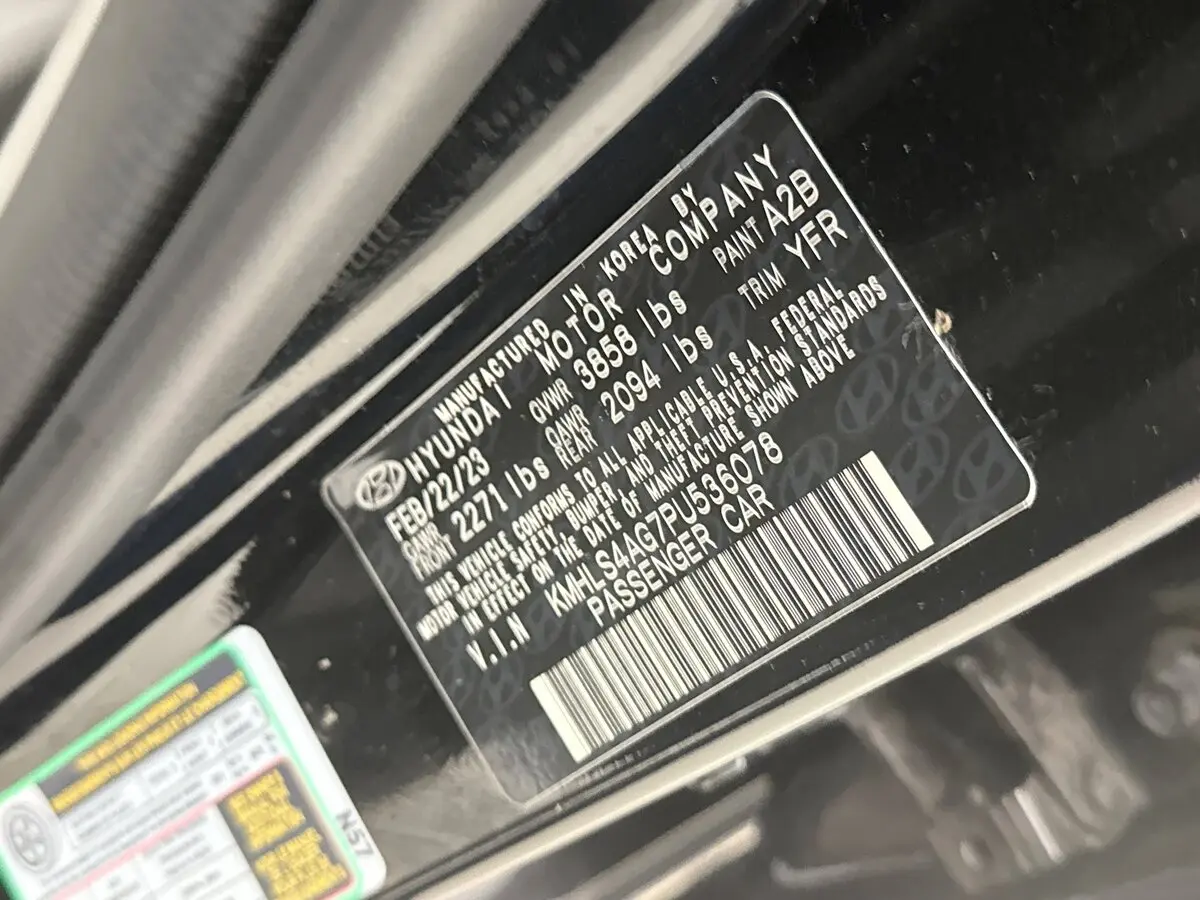 MANUFACTURED IN KOREA BY
HYUNDAI MOTOR COMPANY
FEB/22/23 GVWR 3858 lbs PAINT A2B
GAWR FRONT 2271 lbs GAWR REAR 2094 lbs TRIM YFR
THIS VEHICLE CONFORMS TO ALL APPLICABLE U.S.A. FEDERAL
MOTOR VEHICLE SAFETY, BUMPER AND THEFT PREVENTION STANDARDS
IN EFFECT ON THE DATE OF MANUFACTURE SHOWN ABOVE
V.I.N KMHLS4AG7PU536078
PASSENGER CAR
N57